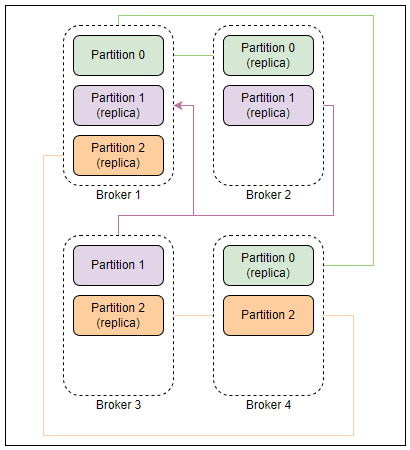 Partition 0
Partition 1
(replica)
Partition 2
(replica)
Broker 1
Partition 0
(replica)
Partition 1
(replica)
Broker 2
Partition 1
Partition 2
(replica)
Broker 3
Partition 0
(replica)
Partition 2
Broker 4